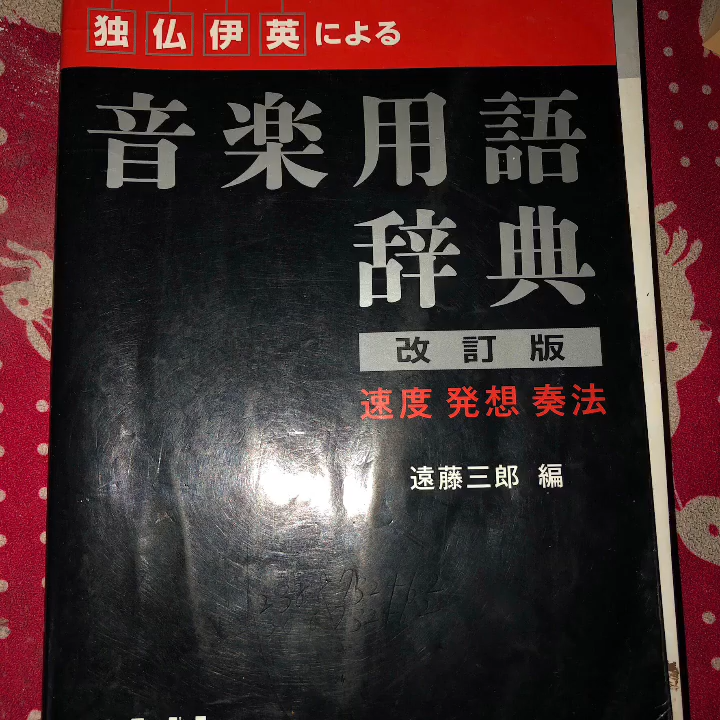 独仏伊英による
音楽用語
辞典
改訂版
速度 発想 奏法
遠藤三郎 編